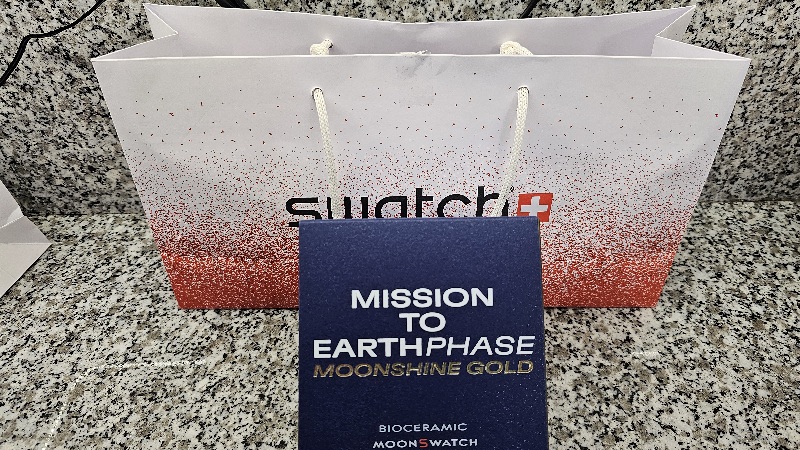 swatch
MISSION
TO
EARTHPHASE
MOONSHINE GOLD
BIOCERAMIC
MOONSWATCH